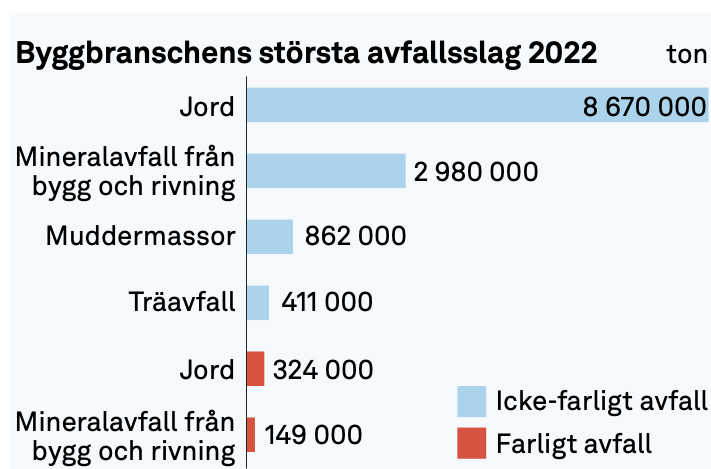 Byggbranschens största avfallsslag 2022 ton
Jord 8 670 000
Mineralavfall från
bygg och rivning 2 980 000
Muddermassor 862 000
Träavfall 411 000
Jord 324 000
Mineralavfall från
bygg och rivning 149 000
Icke-farligt avfall
Farligt avfall